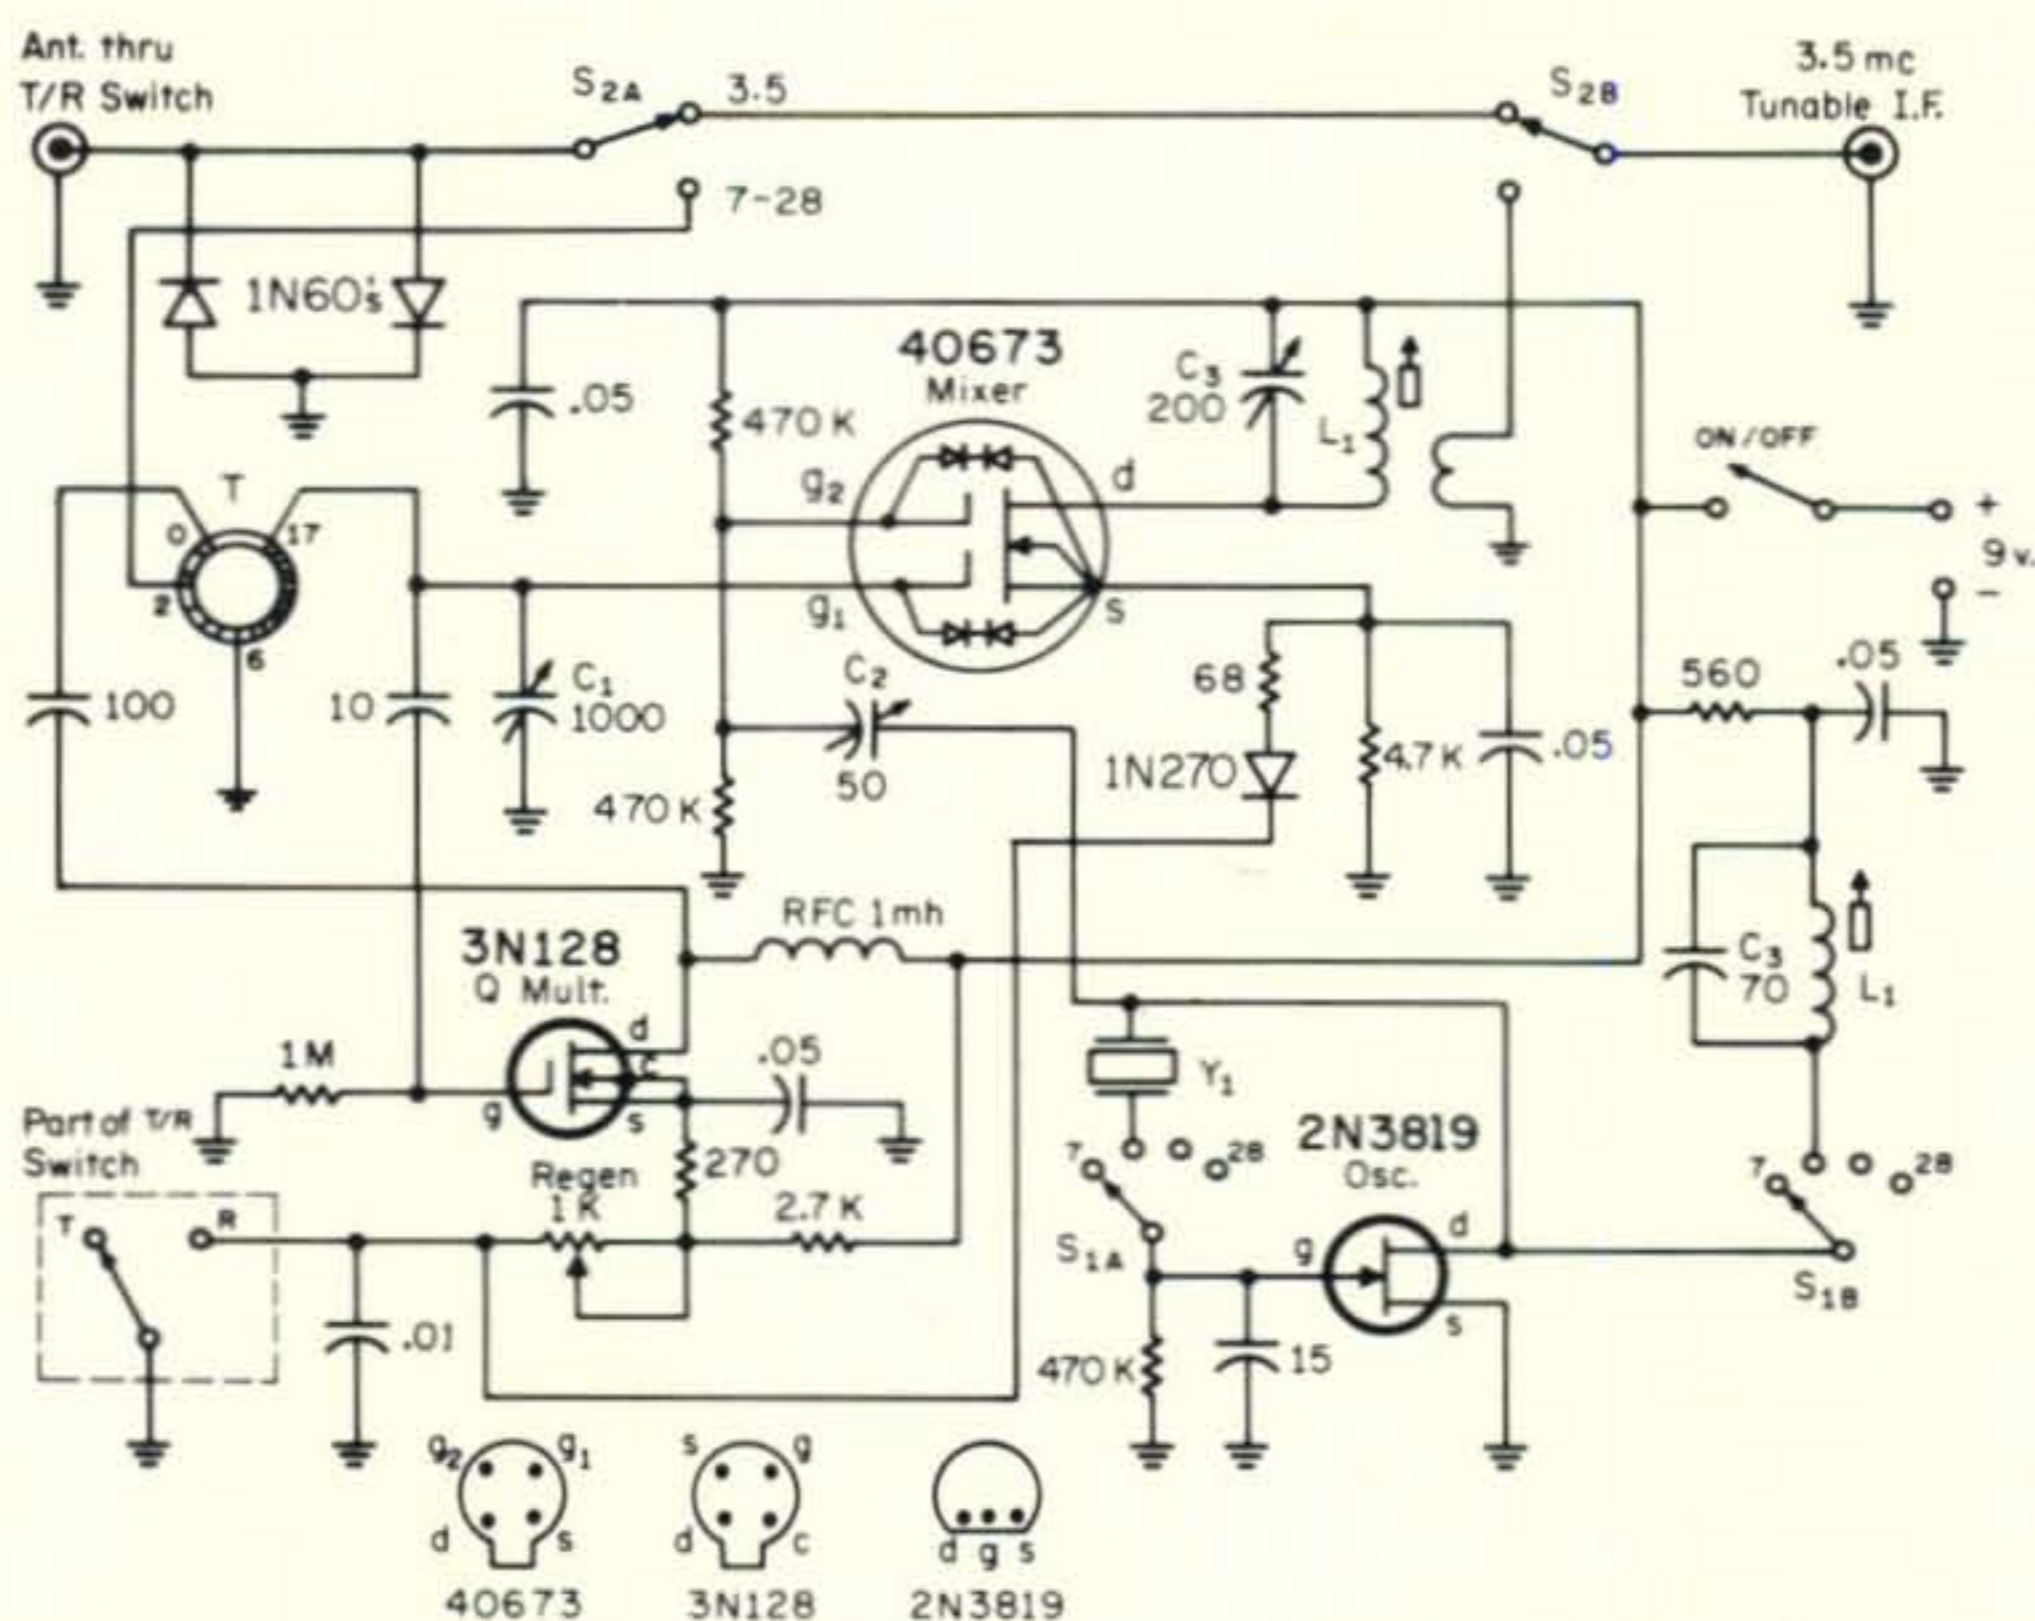 Ant. thru
T/R Switch
S2A
3.5
7-28
S2B
3.5 mc
Tunable I.F.
1N60's
.05
470 K
40673
Mixer
g2
d
g1
s
C3
200
L1
ON/OFF
+
9 v.
-
T
0
17
2
6
100
10
C1
1000
C2
50
470 K
68
1N270
4.7 K
.05
560
.05
C3
70
L1
RFC 1mh
3N128
Q Mult.
d
c
g
s
1M
.05
270
Regen
1 K
2.7 K
Part of T/R
Switch
T
R
.01
Y1
7
28
S1A
2N3819
Osc.
g
d
s
470 K
15
7
28
S1B
g2
g1
d
s
40673
s
g
d
c
3N128
d g s
2N3819